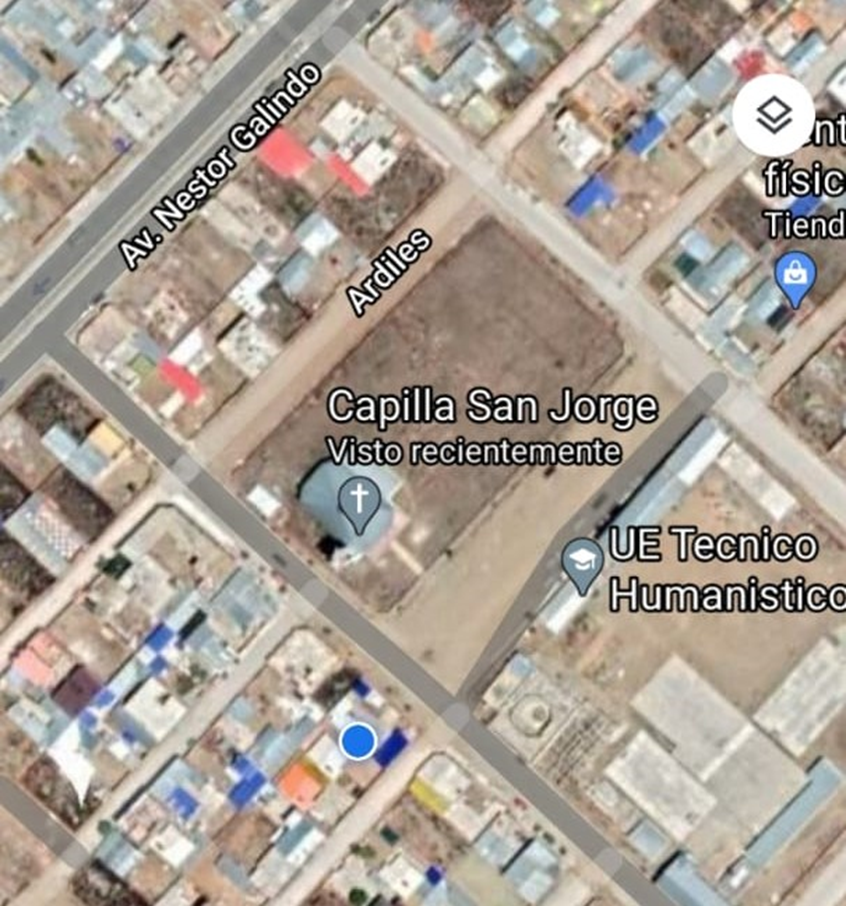 Av. Nestor Galindo
físic
Tiend
Ardiles
Capilla San Jorge
Visto recientemente
UE Tecnico
Humanistico